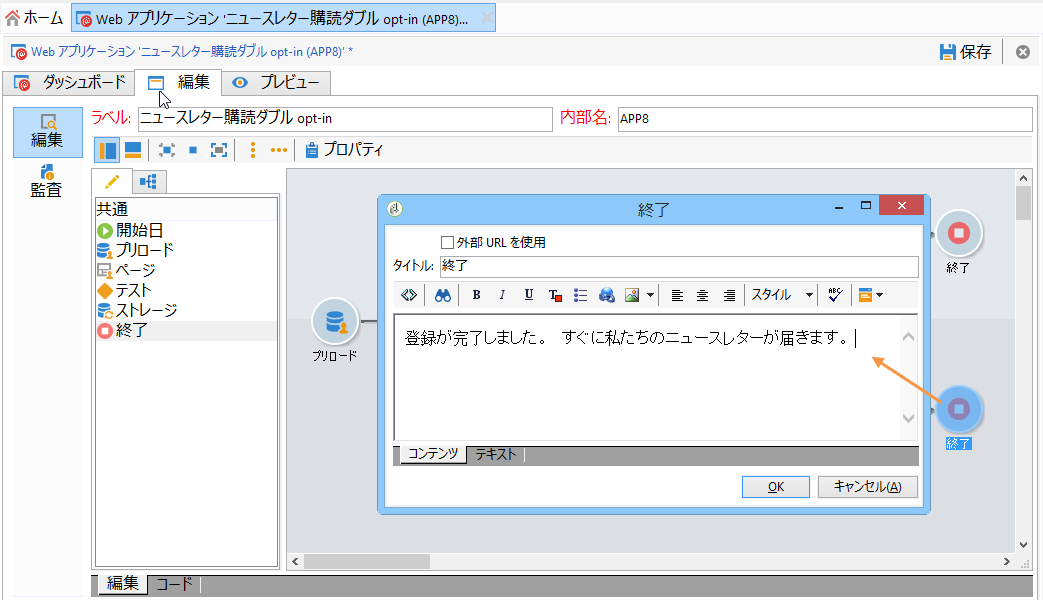 ホーム
Web アプリケーション 'ニュースレター購読ダブル opt-in (APP8)...
Web アプリケーション 'ニュースレター購読ダブル opt-in (APP8)' *
保存
ダッシュボード
編集
プレビュー
編集
監査
ラベル:
ニュースレター購読ダブル opt-in
内部名:
APP8
プロパティ
共通
開始日
プリロード
ページ
テスト
ストレージ
終了
プリロード
終了
外部 URL を使用
タイトル:
終了
B I U T スタイル ABC
登録が完了しました。 すぐに私たちのニュースレターが届きます。
コンテンツ
テキスト
OK
キャンセル(A)
終了
終了
編集
コード